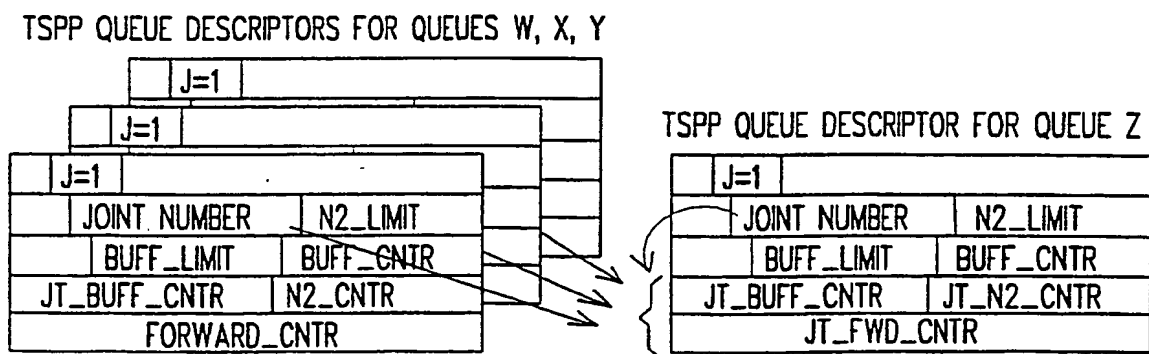 TSPP QUEUE DESCRIPTORS FOR QUEUES W, X, Y
J=1
J=1
J=1
JOINT NUMBER N2_LIMIT
BUFF_LIMIT BUFF_CNTR
JT_BUFF_CNTR N2_CNTR
FORWARD_CNTR
TSPP QUEUE DESCRIPTOR FOR QUEUE Z
J=1
JOINT NUMBER N2_LIMIT
BUFF_LIMIT BUFF_CNTR
JT_BUFF_CNTR JT_N2_CNTR
JT_FWD_CNTR